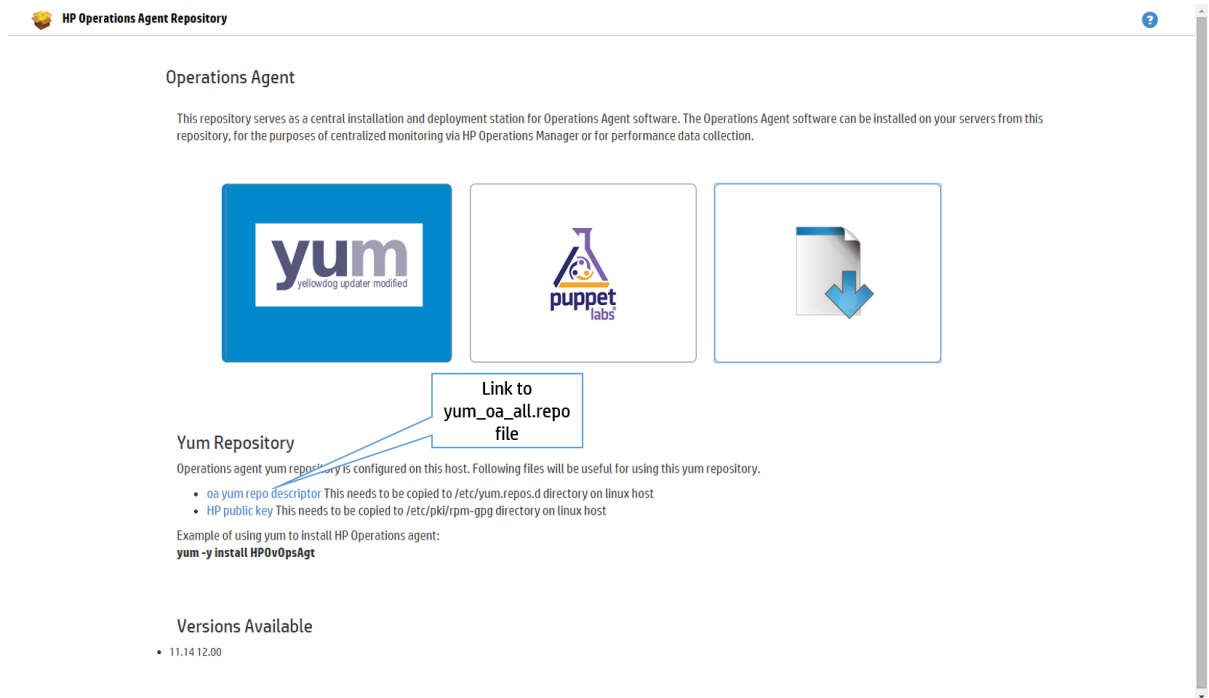 HP Operations Agent Repository
?
Operations Agent
This repository serves as a central installation and deployment station for Operations Agent software. The Operations Agent software can be installed on your servers from this
repository, for the purposes of centralized monitoring via HP Operations Manager or for performance data collection.
yum
yellowdog updater modified
puppet
labs®
Link to
yum_oa_all.repo
file
Yum Repository
Operations agent yum repository is configured on this host. Following files will be useful for using this yum repository.
• oa yum repo descriptor This needs to be copied to /etc/yum.repos.d directory on linux host
• HP public key This needs to be copied to /etc/pki/rpm-gpg directory on linux host
Example of using yum to install HP Operations agent:
yum -y install HPOvOpsAgt
Versions Available
• 11.14 12.00